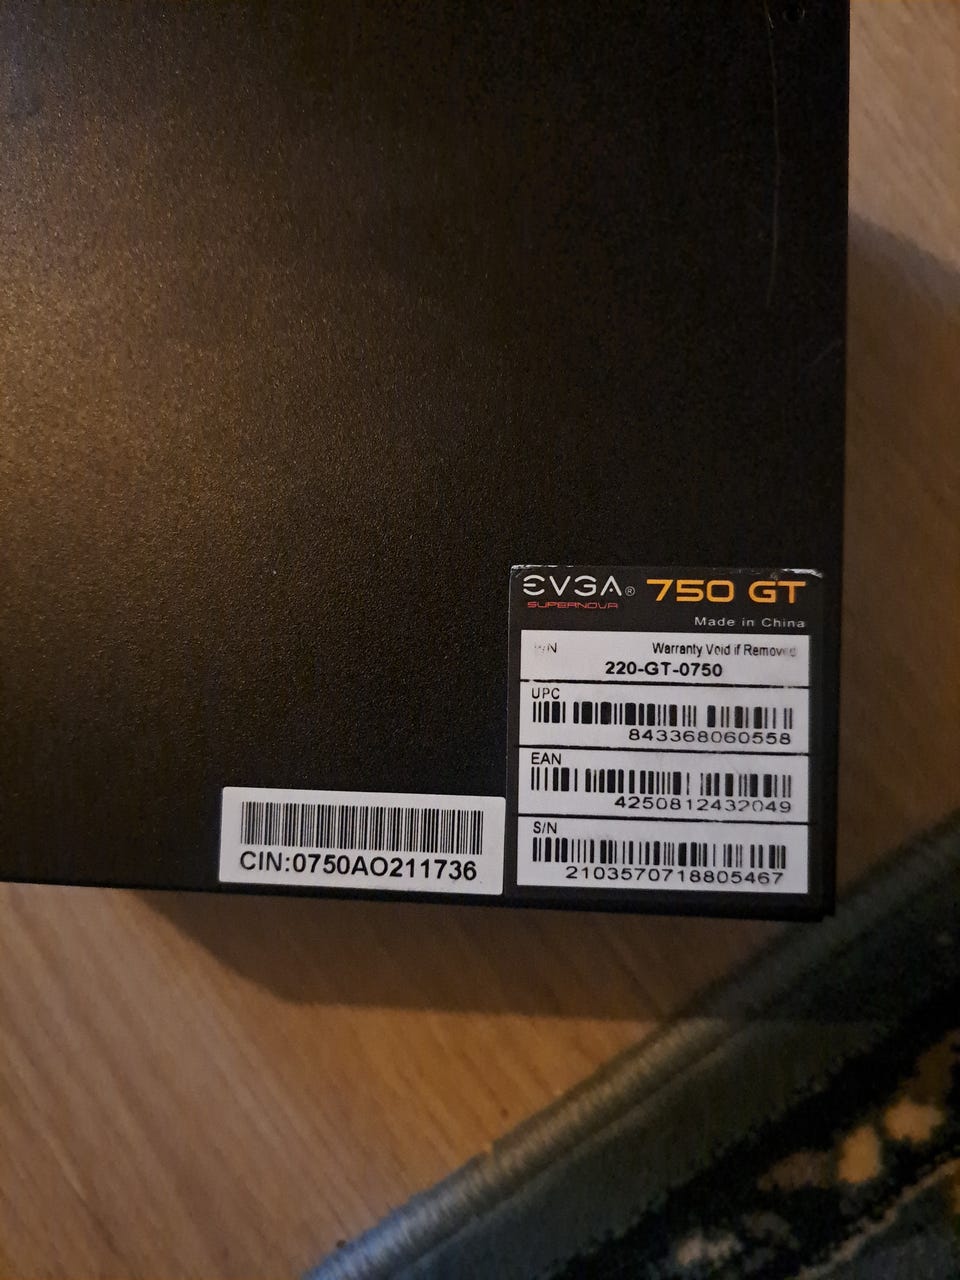 EVGA® 750 GT
SUPERNOVA
Made in China
P/N Warranty Void if Removed
220-GT-0750
UPC
843368060558
EAN
4250812432049
S/N
2103570718805467
CIN:0750AO211736